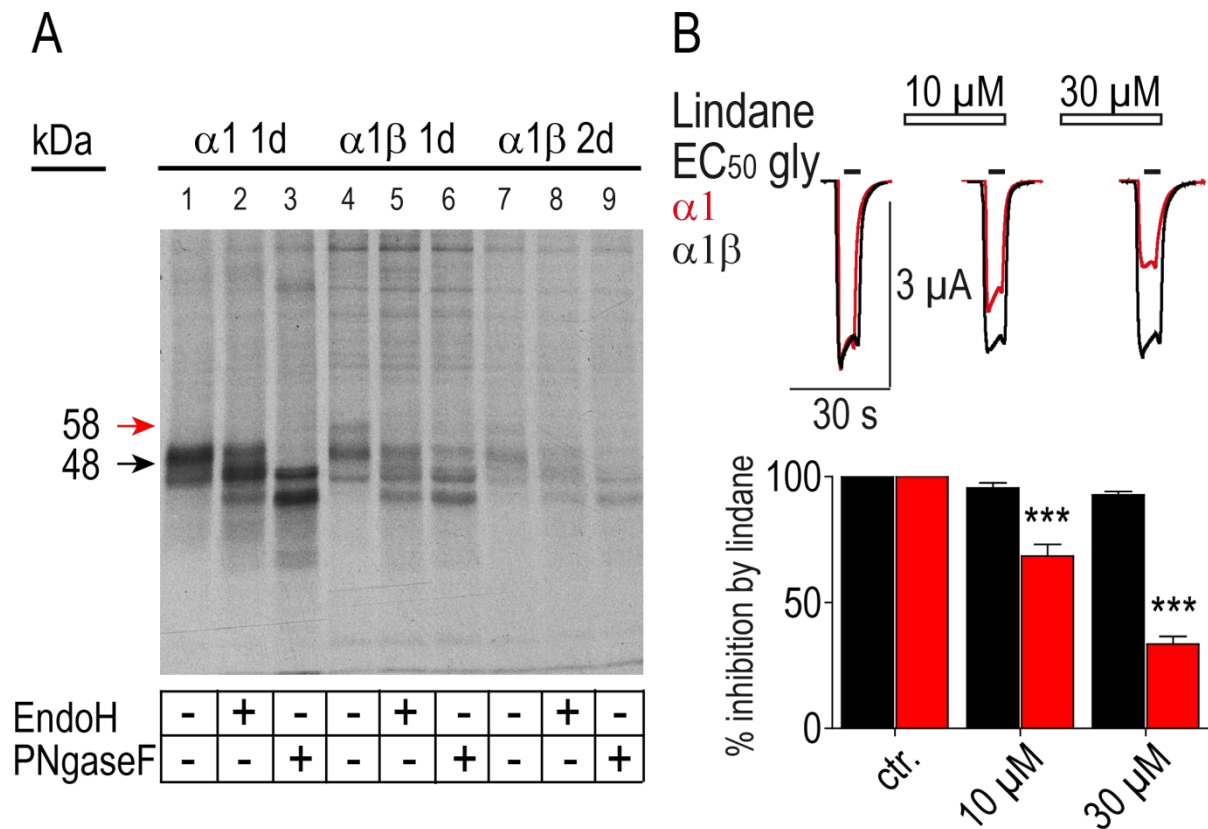 A
kDa
α1 1d α1β 1d α1β 2d
1 2 3 4 5 6 7 8 9
58
48
EndoH - + - - + - - + -
PNgaseF - - + - - + - - +
B
10 µM 30 µM
Lindane
EC50 gly
α1
α1β
3 µA
30 s
% inhibition by lindane
100
50
0
***
***
ctr.
10 µM
30 µM